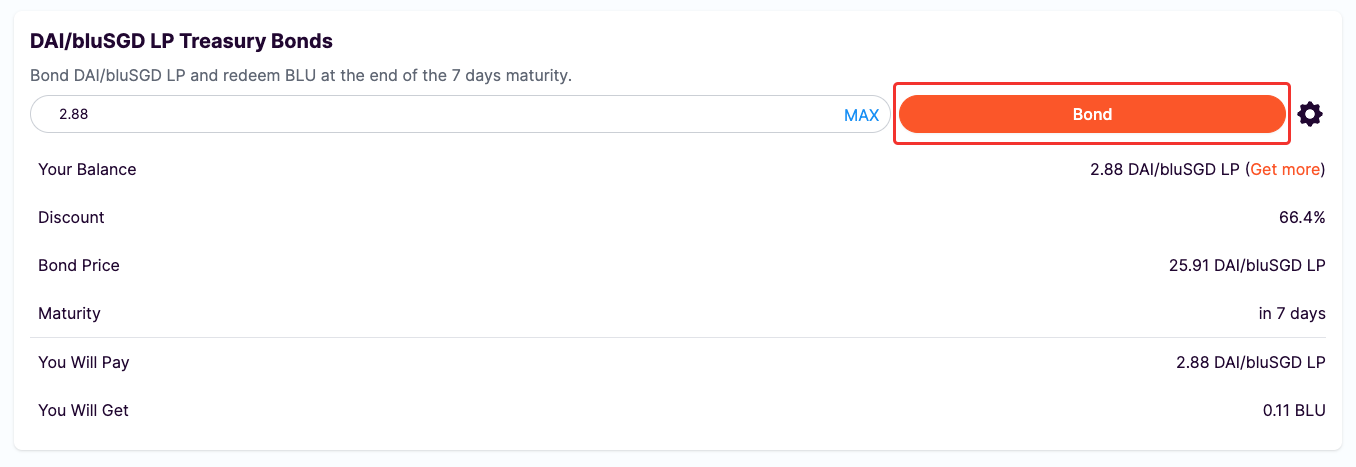 DAI/bluSGD LP Treasury Bonds
Bond DAI/bluSGD LP and redeem BLU at the end of the 7 days maturity.
2.88 MAX Bond
Your Balance 2.88 DAI/bluSGD LP (Get more)
Discount 66.4%
Bond Price 25.91 DAI/bluSGD LP
Maturity in 7 days
You Will Pay 2.88 DAI/bluSGD LP
You Will Get 0.11 BLU